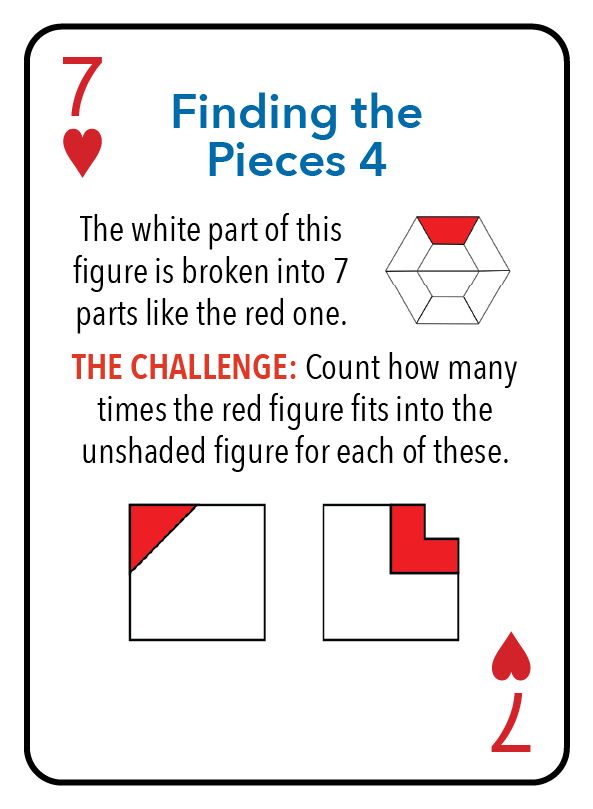 7
Finding the
Pieces 4
The white part of this
figure is broken into 7
parts like the red one.
THE CHALLENGE: Count how many
times the red figure fits into the
unshaded figure for each of these.
7